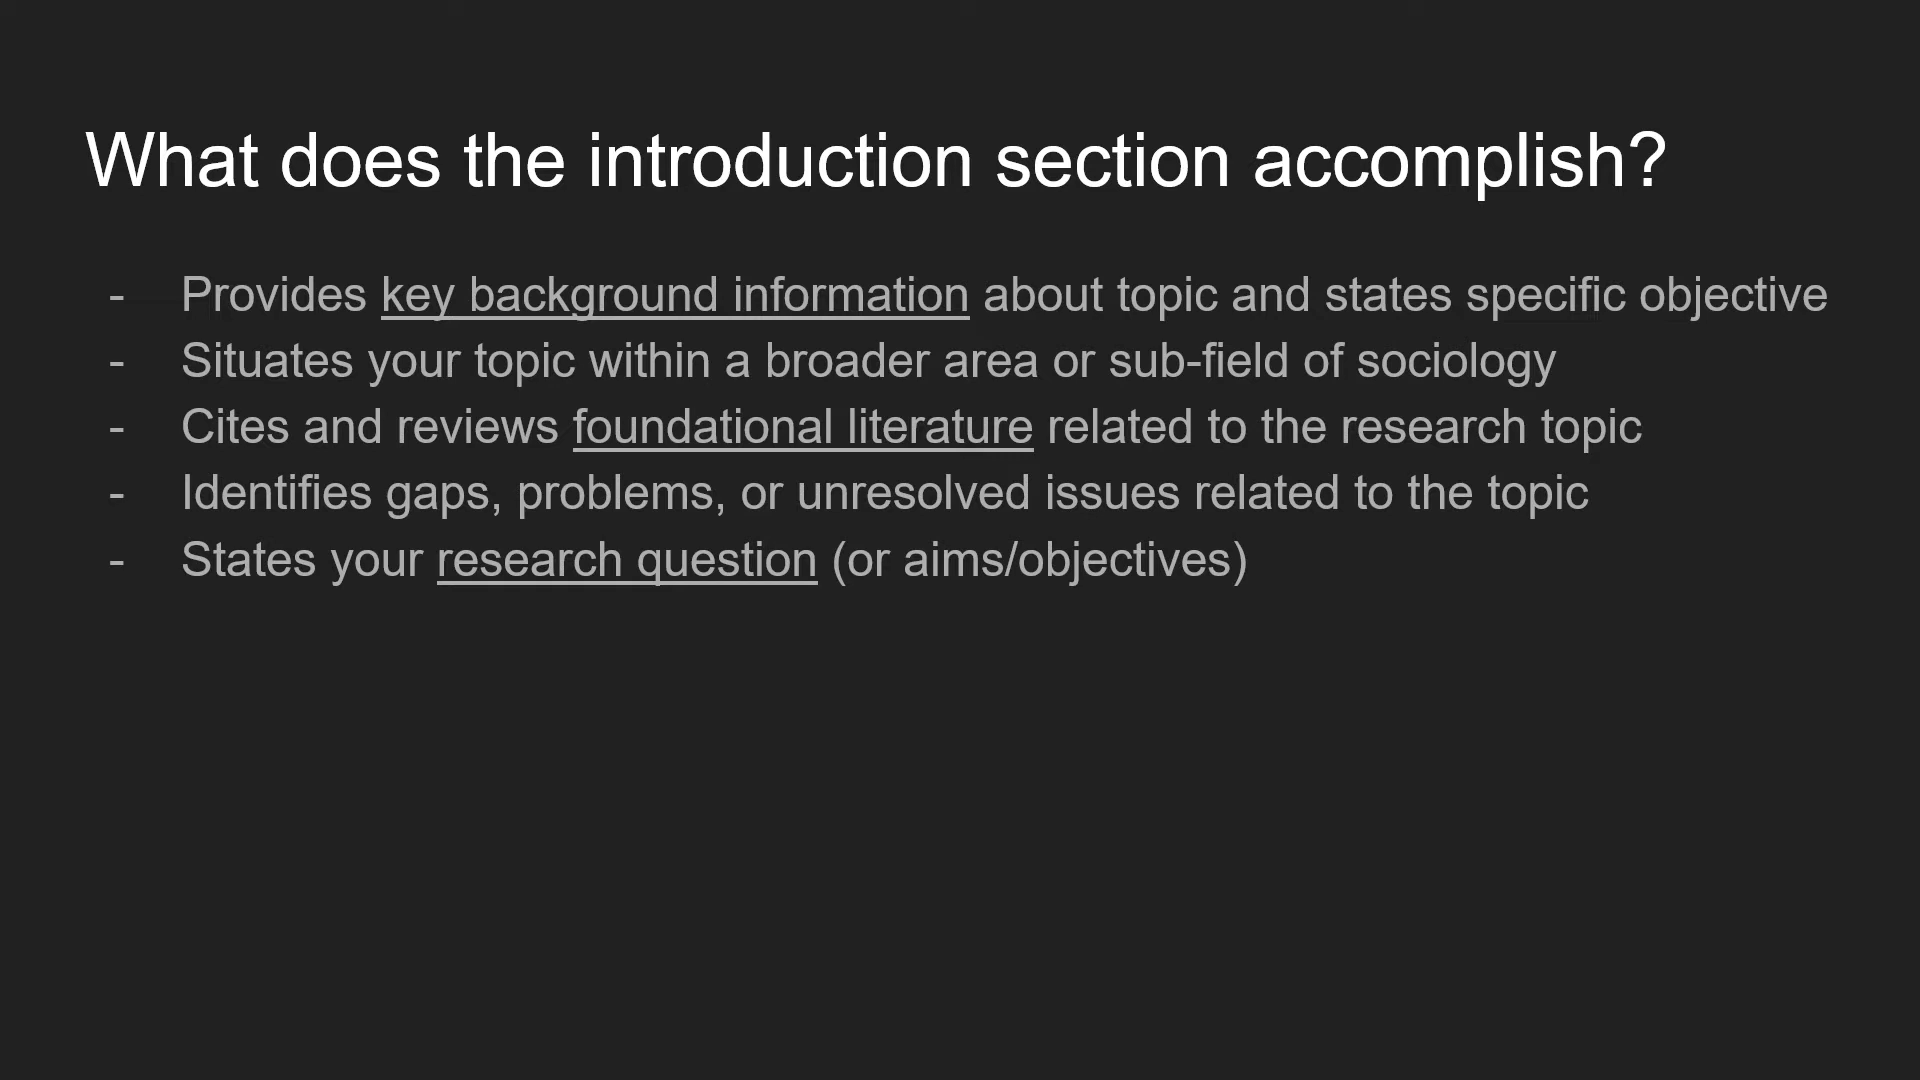 What does the introduction section accomplish?
- Provides key background information about topic and states specific objective
- Situates your topic within a broader area or sub-field of sociology
- Cites and reviews foundational literature related to the research topic
- Identifies gaps, problems, or unresolved issues related to the topic
- States your research question (or aims/objectives)